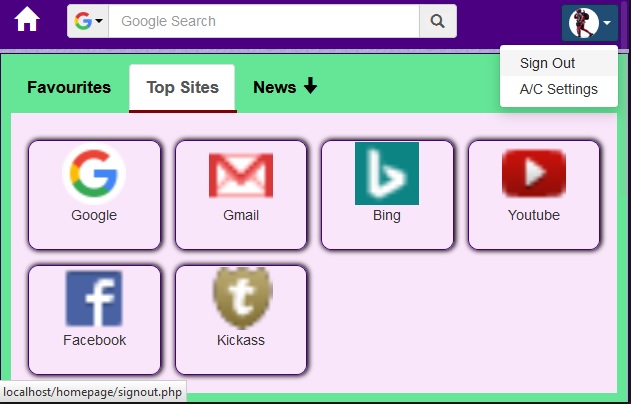 Google Search
Sign Out
A/C Settings
Favourites
Top Sites
News
Google
Gmail
Bing
Youtube
Facebook
Kickass
localhost/homepage/signout.php